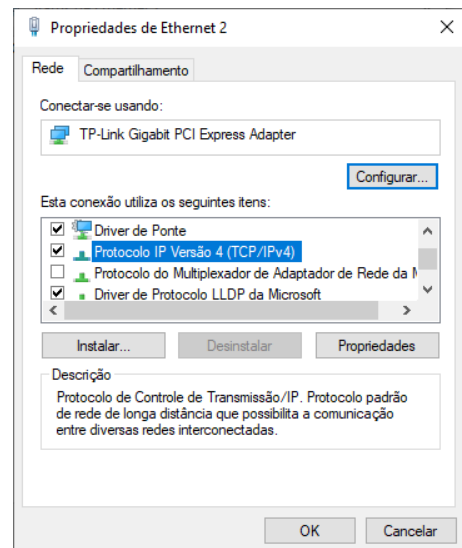 Propriedades de Ethernet 2
Rede
Compartilhamento
Conectar-se usando:
TP-Link Gigabit PCI Express Adapter
Configurar...
Esta conexão utiliza os seguintes itens:
Driver de Ponte
Protocolo IP Versão 4 (TCP/IPv4)
Protocolo do Multiplexador de Adaptador de Rede da
Driver de Protocolo LLDP da Microsoft
Instalar...
Desinstalar
Propriedades
Descrição
Protocolo de Controle de Transmissão/IP. Protocolo padrão
de rede de longa distância que possibilita a comunicação
entre diversas redes interconectadas.
OK
Cancelar